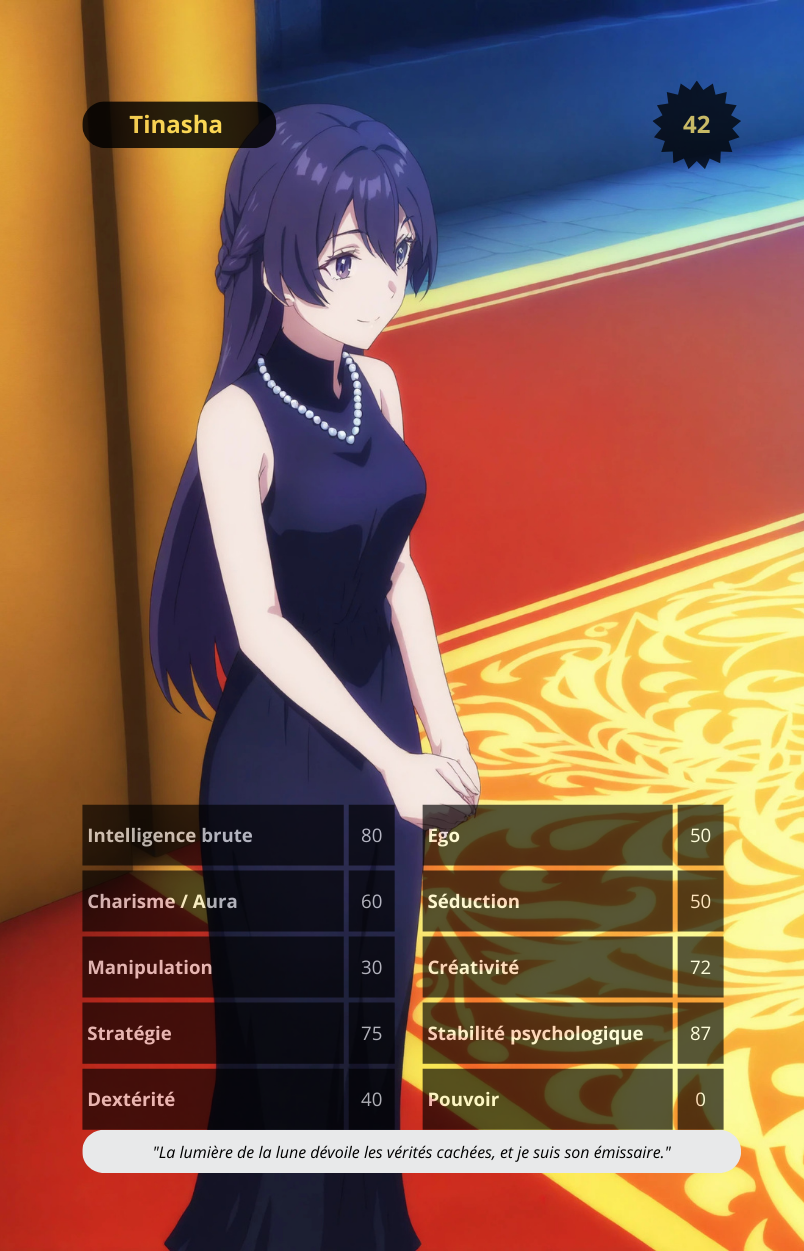 Tinasha
42
Intelligence brute 80
Ego 50
Charisme / Aura 60
Séduction 50
Manipulation 30
Créativité 72
Stratégie 75
Stabilité psychologique 87
Dextérité 40
Pouvoir 0
"La lumière de la lune dévoile les vérités cachées, et je suis son émissaire."